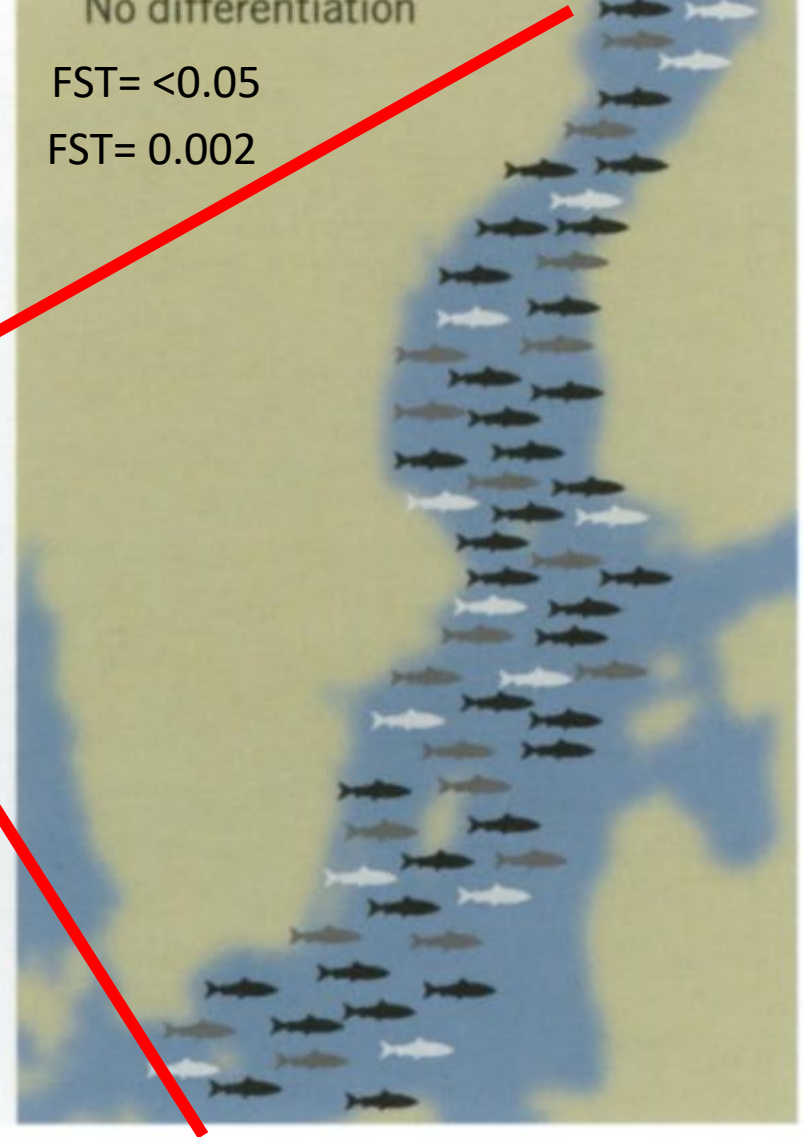 No differentiation
FST= <0.05
FST= 0.002